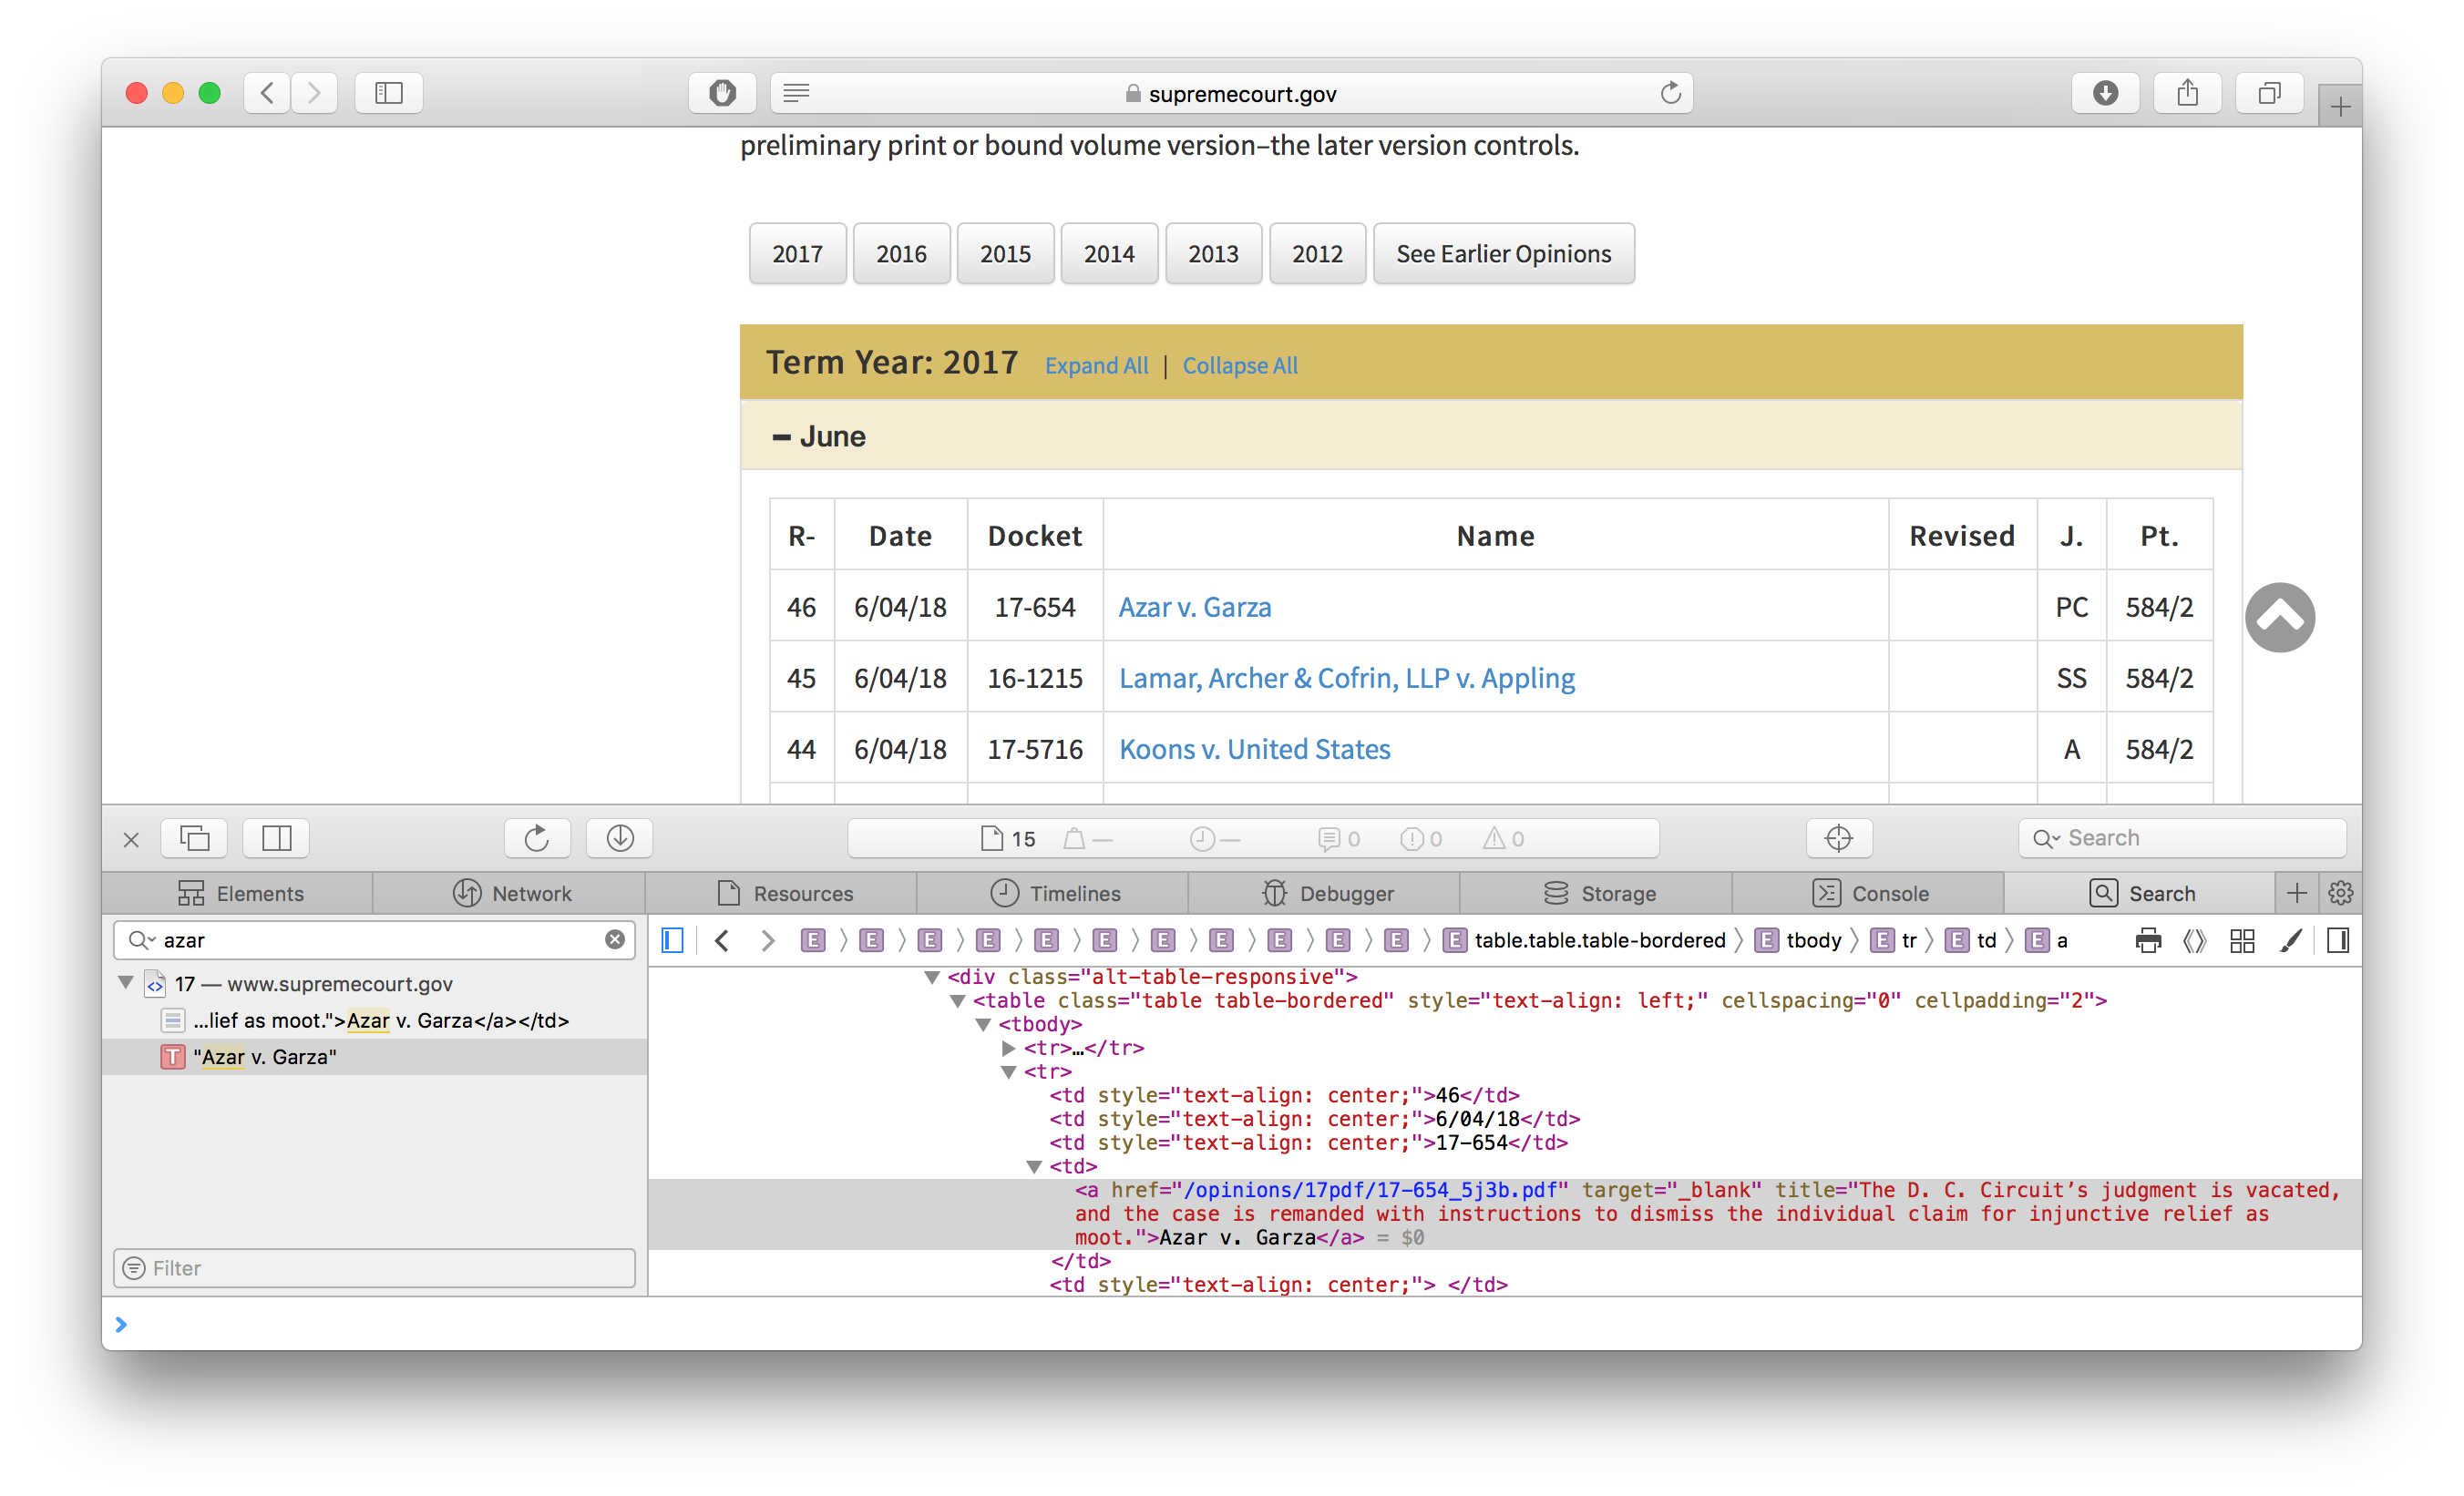 supremecourt.gov
preliminary print or bound volume version–the later version controls.
2017 2016 2015 2014 2013 2012 See Earlier Opinions
Term Year: 2017 Expand All | Collapse All
June
R- Date Docket Name Revised J. Pt.
46 6/04/18 17-654 Azar v. Garza PC 584/2
45 6/04/18 16-1215 Lamar, Archer & Cofrin, LLP v. Appling SS 584/2
44 6/04/18 17-5716 Koons v. United States A 584/2
15 — — 0 0 0 Search
Elements Network Resources Timelines Debugger Storage Console Search
azar
E E E E E E E E E E E E table.table.table-bordered E tbody E tr E td E a
17 — www.supremecourt.gov
...lief as moot.">Azar v. Garza</a></td>
T "Azar v. Garza"
Filter
<div class="alt-table-responsive">
<table class="table table-bordered" style="text-align: left;" cellspacing="0" cellpadding="2">
<tbody>
<tr>…</tr>
<tr>
<td style="text-align: center;">46</td>
<td style="text-align: center;">6/04/18</td>
<td style="text-align: center;">17-654</td>
<td>
<a href="/opinions/17pdf/17-654_5j3b.pdf" target="_blank" title="The D. C. Circuit’s judgment is vacated,
and the case is remanded with instructions to dismiss the individual claim for injunctive relief as
moot.">Azar v. Garza</a> = $0
</td>
<td style="text-align: center;"> </td>